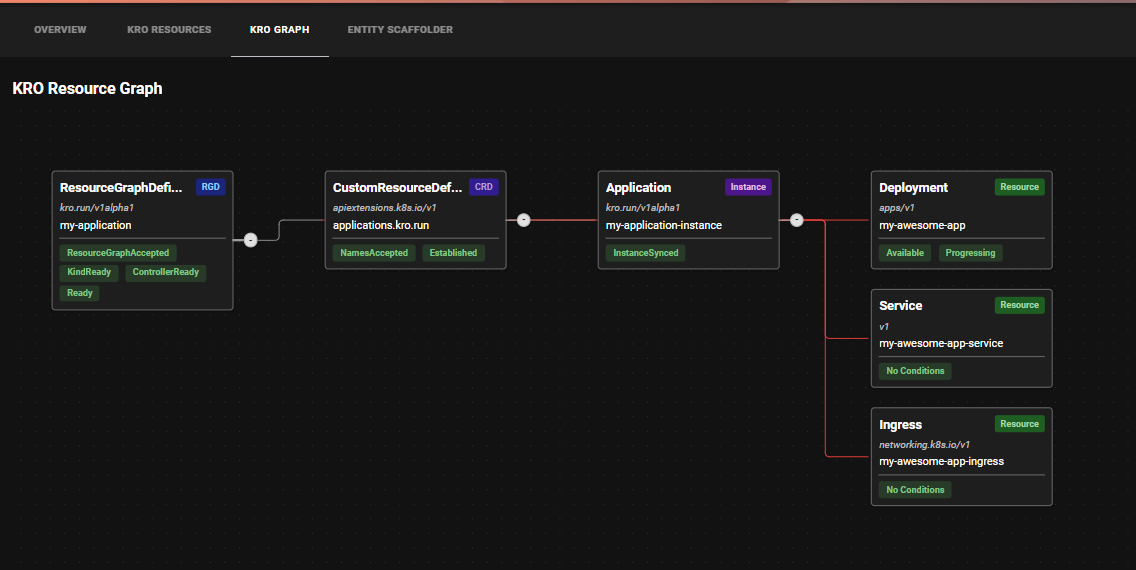 OVERVIEW KRO RESOURCES KRO GRAPH ENTITY SCAFFOLDER
KRO Resource Graph
ResourceGraphDefi... RGD
kro.run/v1alpha1
my-application
ResourceGraphAccepted
KindReady ControllerReady
Ready
-
CustomResourceDef... CRD
apiextensions.k8s.io/v1
applications.kro.run
NamesAccepted Established
-
Application Instance
kro.run/v1alpha1
my-application-instance
InstanceSynced
-
Deployment Resource
apps/v1
my-awesome-app
Available Progressing
Service Resource
v1
my-awesome-app-service
No Conditions
Ingress Resource
networking.k8s.io/v1
my-awesome-app-ingress
No Conditions